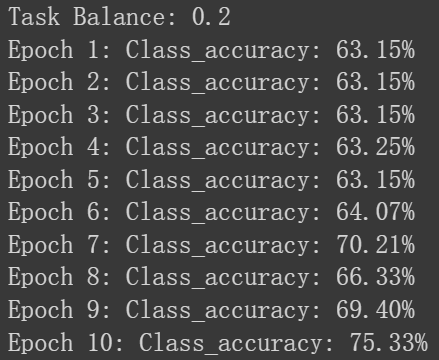 Task Balance: 0.2
Epoch 1: Class_accuracy: 63.15%
Epoch 2: Class_accuracy: 63.15%
Epoch 3: Class_accuracy: 63.15%
Epoch 4: Class_accuracy: 63.25%
Epoch 5: Class_accuracy: 63.15%
Epoch 6: Class_accuracy: 64.07%
Epoch 7: Class_accuracy: 70.21%
Epoch 8: Class_accuracy: 66.33%
Epoch 9: Class_accuracy: 69.40%
Epoch 10: Class_accuracy: 75.33%